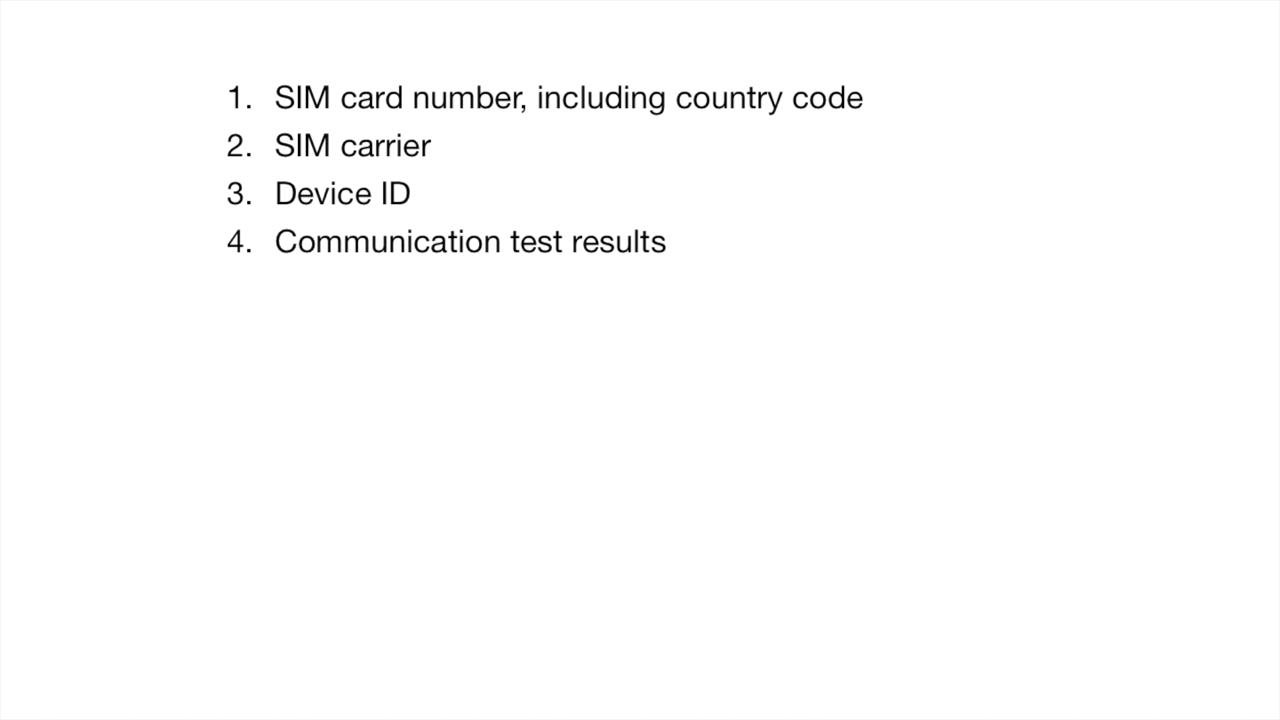 1. SIM card number, including country code
2. SIM carrier
3. Device ID
4. Communication test results